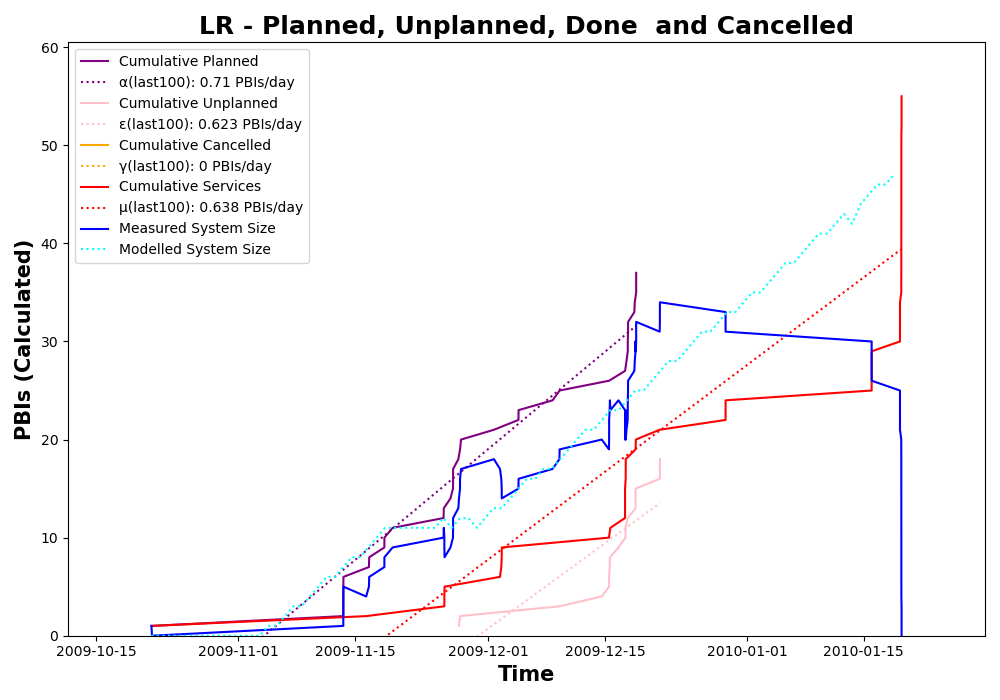 LR - Planned, Unplanned, Done  and Cancelled
60
50
40
30
20
10
0
PBIs (Calculated)
Cumulative Planned
α(last100): 0.71 PBIs/day
Cumulative Unplanned
ε(last100): 0.623 PBIs/day
Cumulative Cancelled
γ(last100): 0 PBIs/day
Cumulative Services
μ(last100): 0.638 PBIs/day
Measured System Size
Modelled System Size
2009-10-15 2009-11-01 2009-11-15 2009-12-01 2009-12-15 2010-01-01 2010-01-15
Time